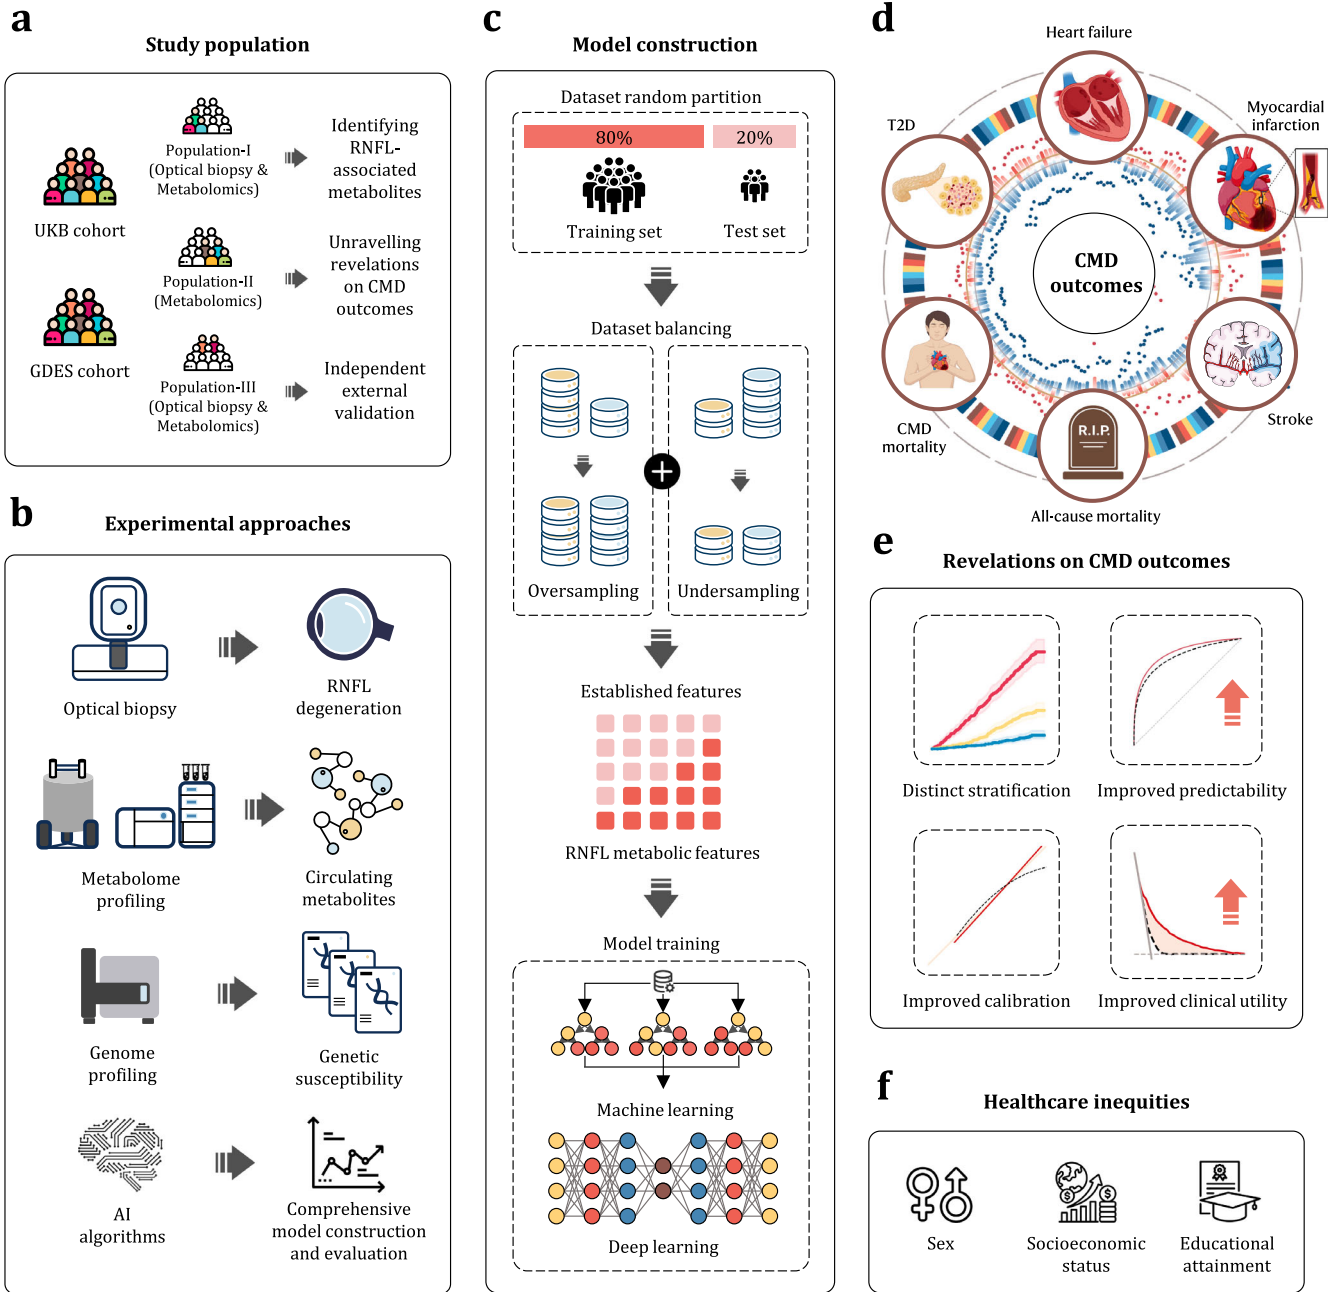 a
Study population
UKB cohort
GDES cohort
Population-I
(Optical biopsy &
Metabolomics)
Identifying
RNFL-
associated
metabolites
Population-II
(Metabolomics)
Unravelling
revelations
on CMD
outcomes
Population-III
(Optical biopsy &
Metabolomics)
Independent
external
validation
b
Experimental approaches
Optical biopsy
RNFL
degeneration
Metabolome
profiling
Circulating
metabolites
Genome
profiling
Genetic
susceptibility
AI
algorithms
Comprehensive
model construction
and evaluation
c
Model construction
Dataset random partition
80%
20%
Training set
Test set
Dataset balancing
Oversampling
Undersampling
Established features
RNFL metabolic features
Model training
Machine learning
Deep learning
d
Heart failure
T2D
Myocardial
infarction
CMD
outcomes
CMD
mortality
Stroke
R.I.P.
All-cause mortality
e
Revelations on CMD outcomes
Distinct stratification
Improved predictability
Improved calibration
Improved clinical utility
f
Healthcare inequities
Sex
Socioeconomic
status
Educational
attainment